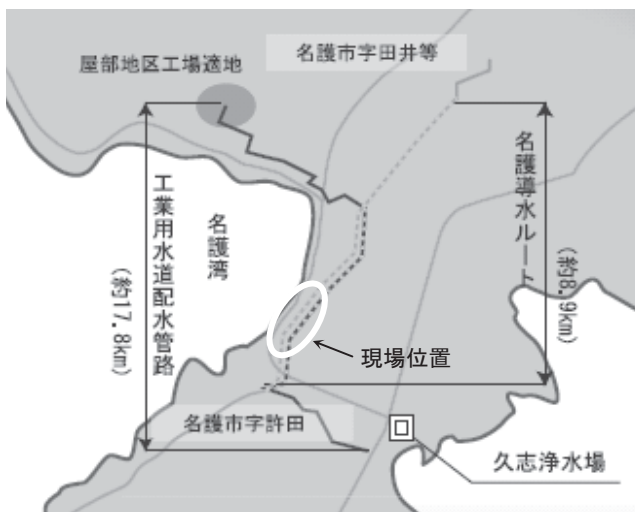 名護市字田井等
屋部地区工場適地
工業用水道配水管路
(約17.8km)
名護湾
名護導水ルート
(約8.9km)
現場位置
名護市字許田
久志浄水場